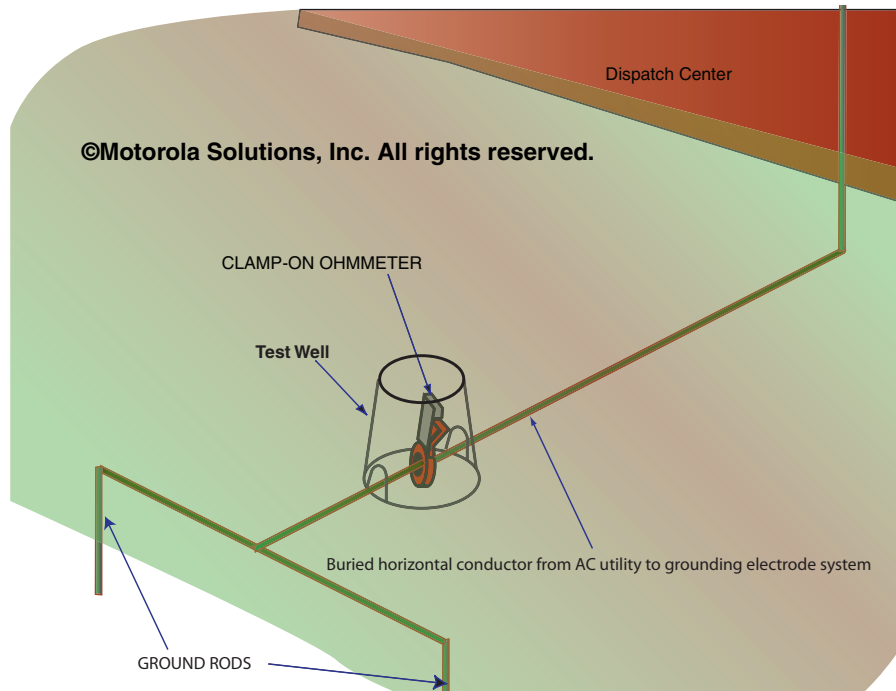 Dispatch Center
©Motorola Solutions, Inc. All rights reserved.
CLAMP-ON OHMMETER
Test Well
Buried horizontal conductor from AC utility to grounding electrode system
GROUND RODS